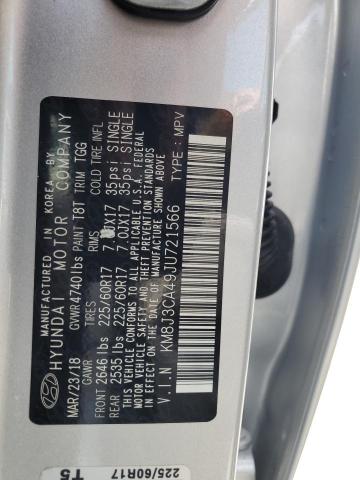 MANUFACTURED IN KOREA BY
HYUNDAI MOTOR COMPANY
MAR/23/18 GVWR 4740lbs PAINT T8T TRIM TGG
GAWR TIRES RIMS COLD TIRE INFL
FRONT 2646 lbs 225/60R17 7.0JX17 35psi SINGLE
REAR 2535 lbs 225/60R17 7.0JX17 35psi SINGLE
THIS VEHICLE CONFORMS TO ALL APPLICABLE U.S.A. FEDERAL
MOTOR VEHICLE SAFETY, BUMPER, AND THEFT PREVENTION STANDARDS
IN EFFECT ON THE DATE OF MANUFACTURE SHOWN ABOVE.
V.I.N : KM8J3CA49JU721566 TYPE : MPV
225/60R17
T5